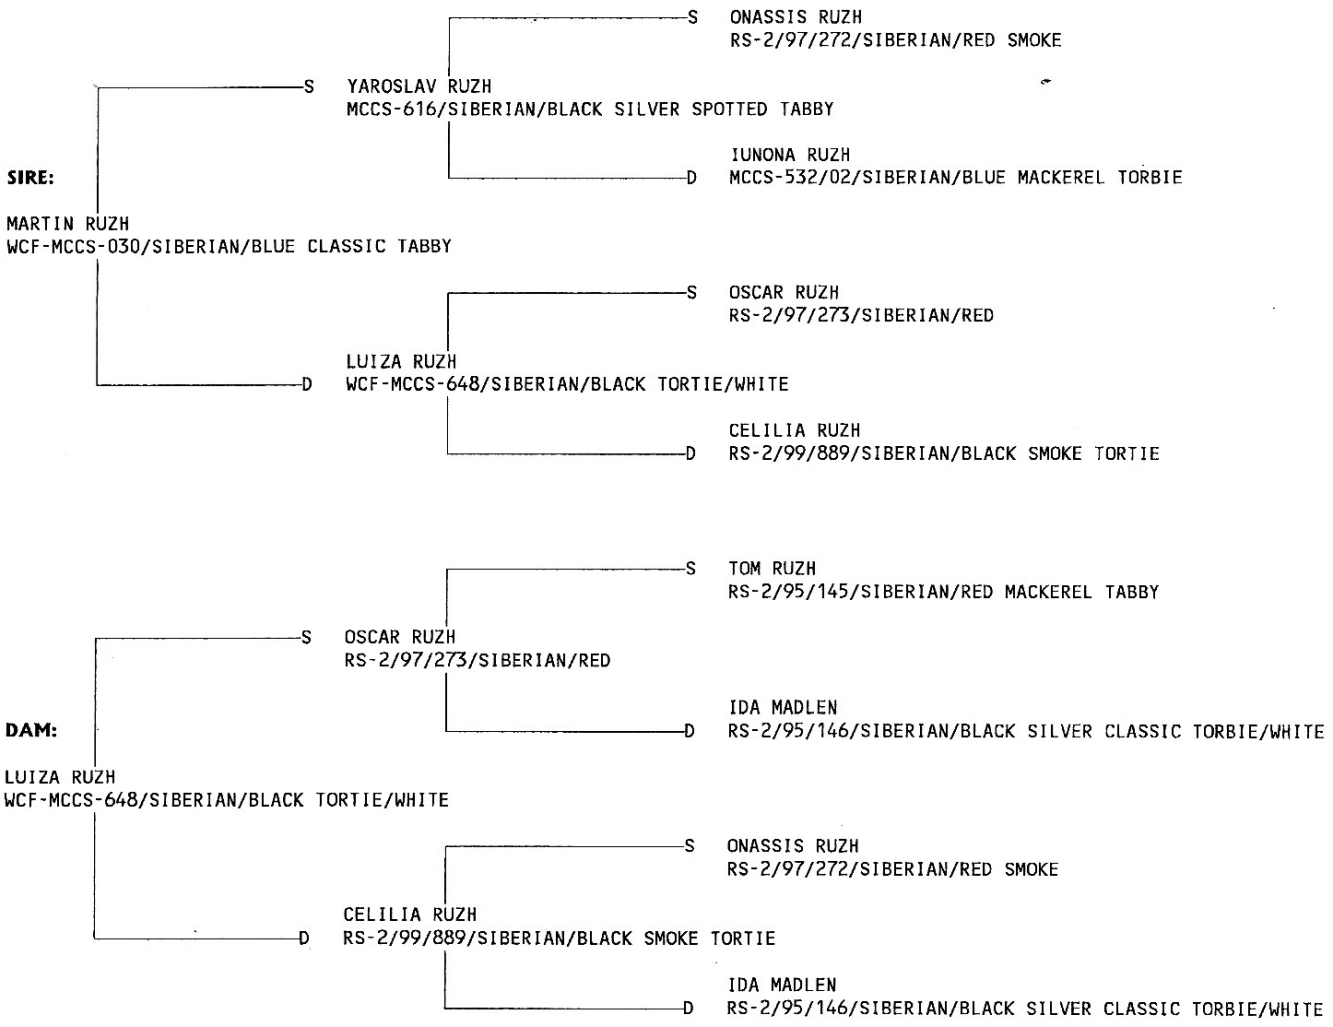 S ONASSIS RUZH
RS-2/97/272/SIBERIAN/RED SMOKE
S YAROSLAV RUZH
MCCS-616/SIBERIAN/BLACK SILVER SPOTTED TABBY
IUNONA RUZH
D MCCS-532/02/SIBERIAN/BLUE MACKEREL TORBIE
SIRE:
MARTIN RUZH
WCF-MCCS-030/SIBERIAN/BLUE CLASSIC TABBY
S OSCAR RUZH
RS-2/97/273/SIBERIAN/RED
LUIZA RUZH
D WCF-MCCS-648/SIBERIAN/BLACK TORTIE/WHITE
CELILIA RUZH
D RS-2/99/889/SIBERIAN/BLACK SMOKE TORTIE
S TOM RUZH
RS-2/95/145/SIBERIAN/RED MACKEREL TABBY
S OSCAR RUZH
RS-2/97/273/SIBERIAN/RED
IDA MADLEN
D RS-2/95/146/SIBERIAN/BLACK SILVER CLASSIC TORBIE/WHITE
DAM:
LUIZA RUZH
WCF-MCCS-648/SIBERIAN/BLACK TORTIE/WHITE
S ONASSIS RUZH
RS-2/97/272/SIBERIAN/RED SMOKE
CELILIA RUZH
D RS-2/99/889/SIBERIAN/BLACK SMOKE TORTIE
IDA MADLEN
D RS-2/95/146/SIBERIAN/BLACK SILVER CLASSIC TORBIE/WHITE